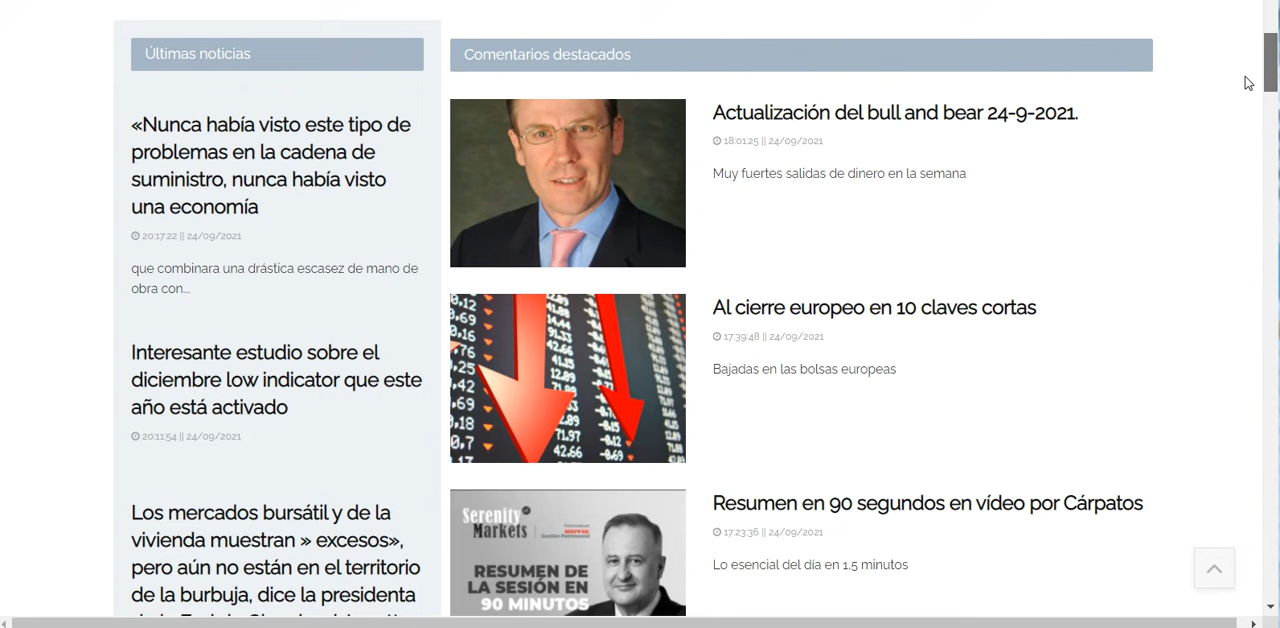 Últimas noticias
«Nunca había visto este tipo de
problemas en la cadena de
suministro, nunca había visto
una economía
20:17:22 || 24/09/2021
que combinara una drástica escasez de mano de
obra con...
Interesante estudio sobre el
diciembre low indicator que este
año está activado
20:11:54 || 24/09/2021
Los mercados bursátil y de la
vivienda muestran » excesos»,
pero aún no están en el territorio
de la burbuja, dice la presidenta
Comentarios destacados
Actualización del bull and bear 24-9-2021.
18:01:25 || 24/09/2021
Muy fuertes salidas de dinero en la semana
Al cierre europeo en 10 claves cortas
17:39:48 || 24/09/2021
Bajadas en las bolsas europeas
42.66
71.97
42.66
Serenity
Markets
MAPFRE
RESUMEN DE
LA SESIÓN EN
90 MINUTOS
Resumen en 90 segundos en vídeo por Cárpatos
17:23:36 || 24/09/2021
Lo esencial del día en 1,5 minutos